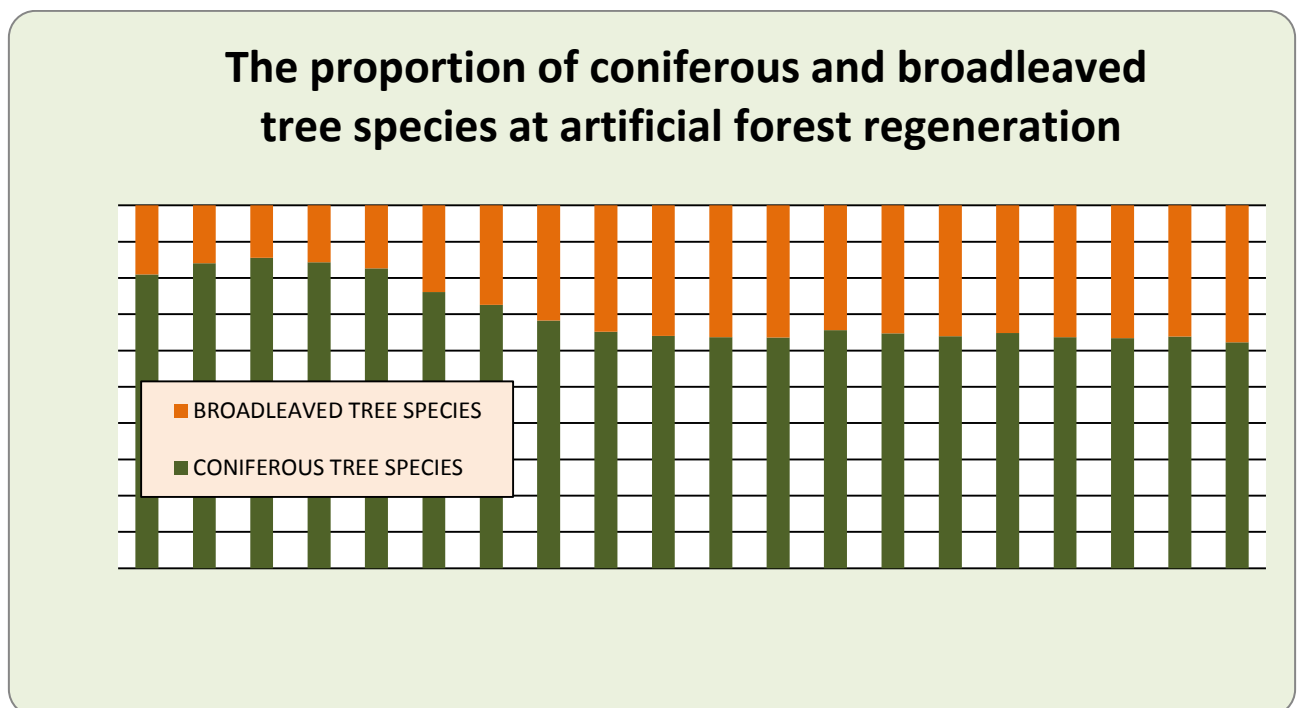 The proportion of coniferous and broadleaved
tree species at artificial forest regeneration
BROADLEAVED TREE SPECIES
CONIFEROUS TREE SPECIES